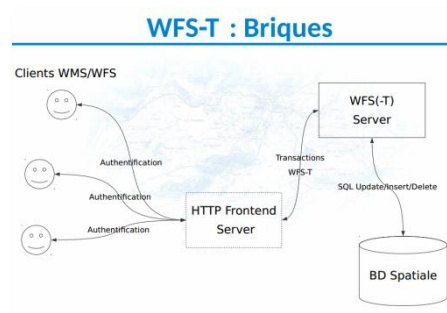 WFS-T : Briques
Clients WMS/WFS
WFS(-T)
Server
Authentification
Transactions
WFS-T
Authentification
SQL Update/Insert/Delete
HTTP Frontend
Server
Authentification
BD Spatiale